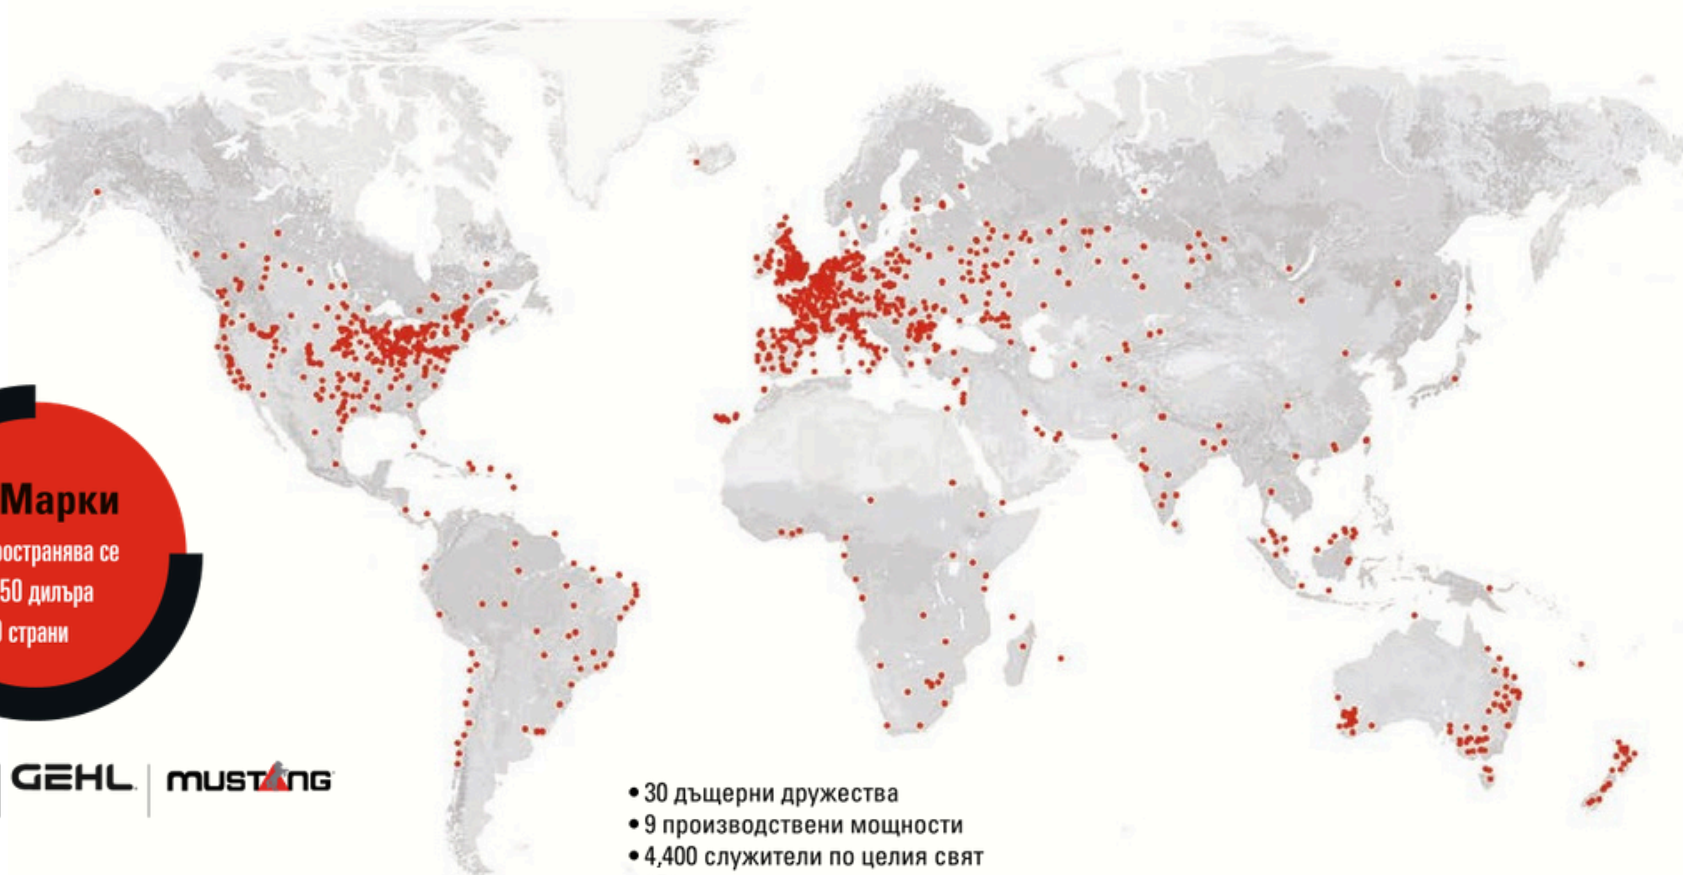 Марки
остранява се
50 дилъра
страни
GEHL
MUSTANG
• 30 дъщерни дружества
• 9 производствени мощности
• 4,400 служители по целия свят